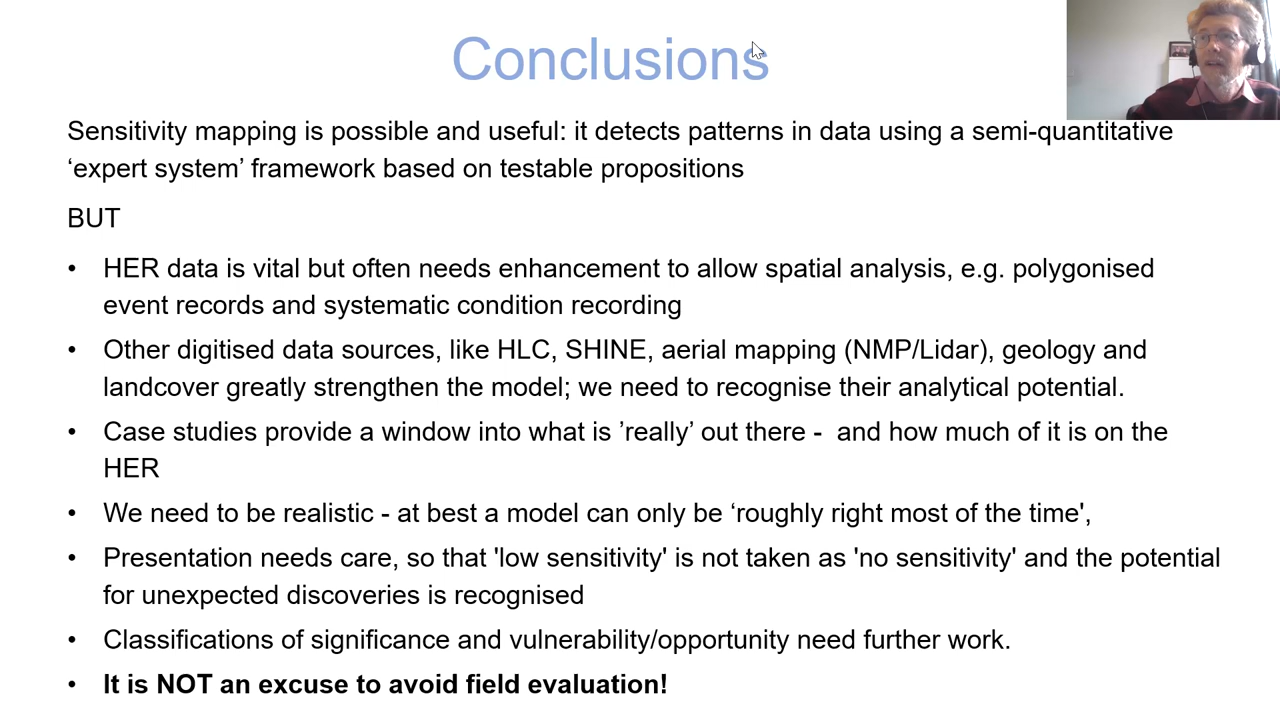 Conclusions
Sensitivity mapping is possible and useful: it detects patterns in data using a semi-quantitative
‘expert system’ framework based on testable propositions
BUT
• HER data is vital but often needs enhancement to allow spatial analysis, e.g. polygonised
event records and systematic condition recording
• Other digitised data sources, like HLC, SHINE, aerial mapping (NMP/Lidar), geology and
landcover greatly strengthen the model; we need to recognise their analytical potential.
• Case studies provide a window into what is ’really’ out there - and how much of it is on the
HER
• We need to be realistic - at best a model can only be ‘roughly right most of the time',
• Presentation needs care, so that 'low sensitivity' is not taken as 'no sensitivity' and the potential
for unexpected discoveries is recognised
• Classifications of significance and vulnerability/opportunity need further work.
• It is NOT an excuse to avoid field evaluation!